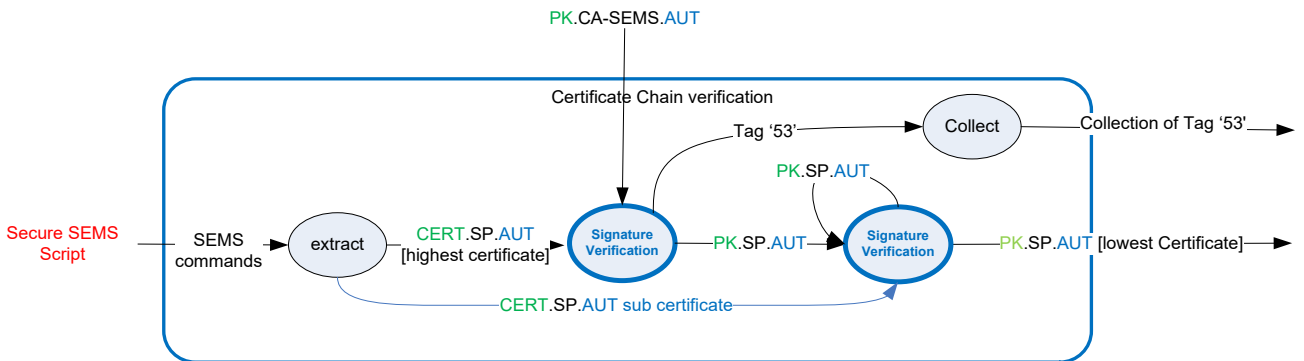 PK.CA-SEMS.AUT
Certificate Chain verification
Tag ‘53’
Collect
Collection of Tag ‘53'
PK.SP.AUT
Secure SEMS
Script
SEMS
commands
extract
CERT.SP.AUT
[highest certificate]
Signature
Verification
PK.SP.AUT
Signature
Verification
PK.SP.AUT [lowest Certificate]
CERT.SP.AUT sub certificate